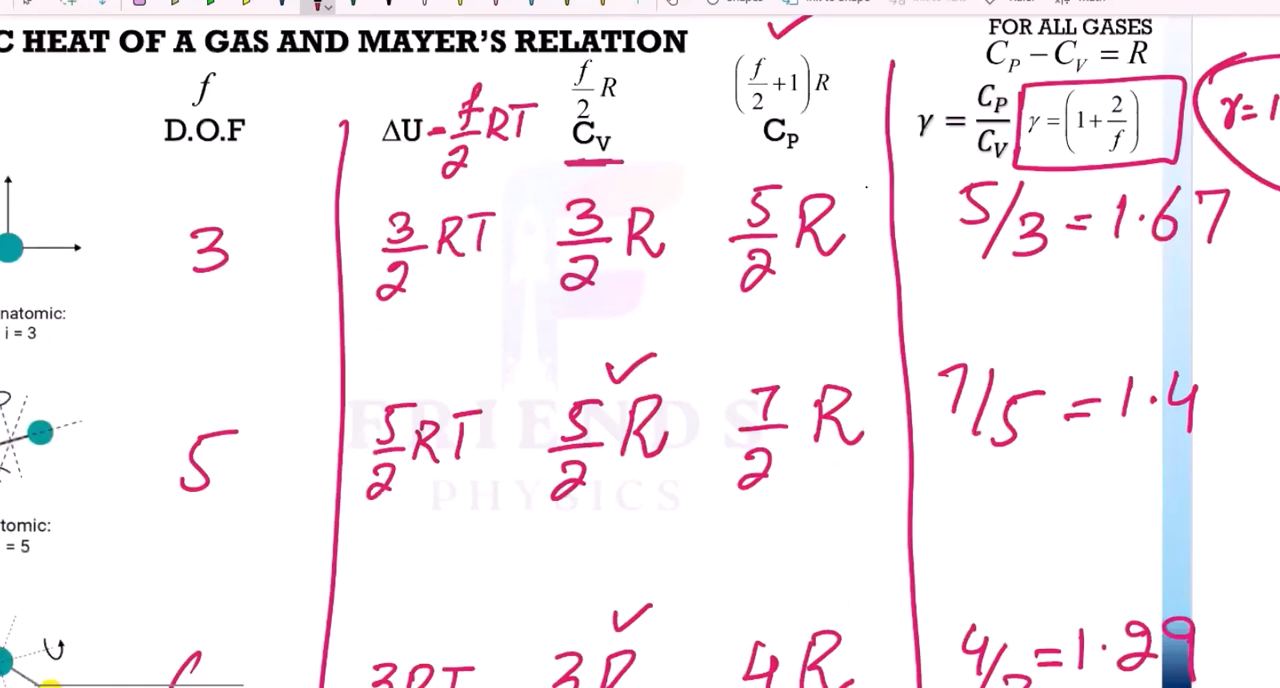 C HEAT OF A GAS AND MAYER'S RELATION
FOR ALL GASES
f
f/2 R
(f/2 +1) R
C_P − C_V = R
D.O.F
ΔU = f/2 RT
C_V
C_P
γ = C_P/C_V
γ = (1+ 2/f)
γ= 1
3
3/2 RT
3/2 R
5/2 R
5/3 = 1.67
natomic:
i = 3
5
5/2 RT
5/2 R
7/2 R
7/5 = 1.4
FRIENDS
PHYSICS
tomic:
= 5
3RT
3R
4R
4/3 = 1.29